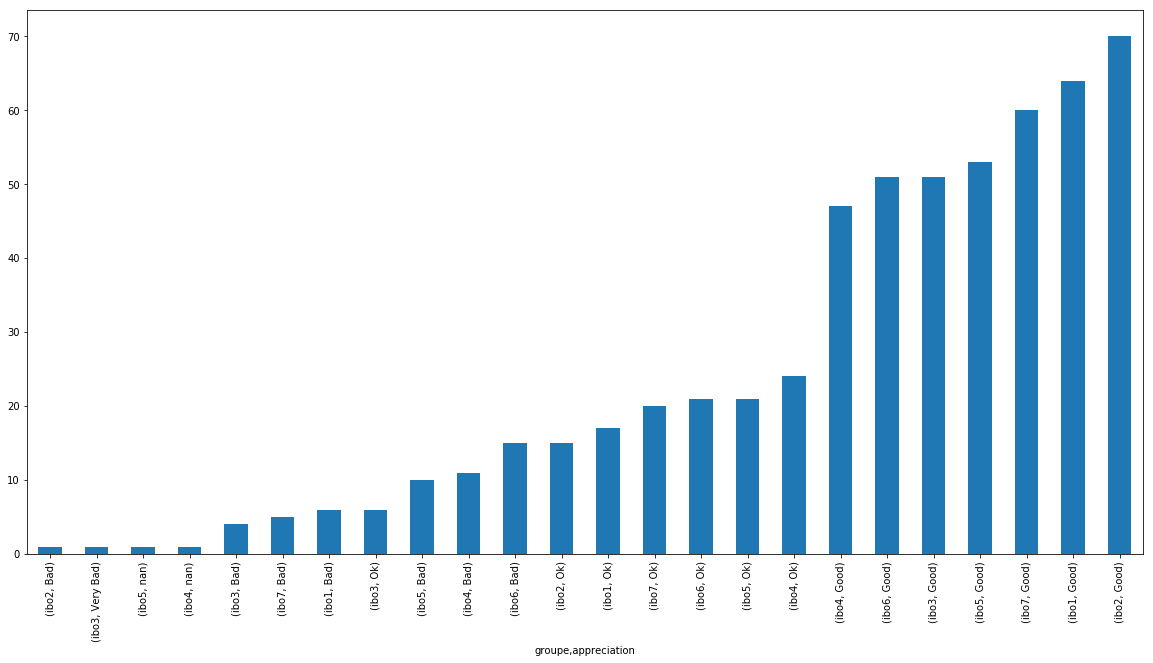 70
60
50
40
30
20
10
0
(ibo2, Bad)
(ibo3, Very Bad)
(ibo5, nan)
(ibo4, nan)
(ibo3, Bad)
(ibo7, Bad)
(ibo1, Bad)
(ibo3, Ok)
(ibo5, Bad)
(ibo4, Bad)
(ibo6, Bad)
(ibo2, Ok)
(ibo1, Ok)
(ibo7, Ok)
(ibo6, Ok)
(ibo5, Ok)
(ibo4, Ok)
(ibo4, Good)
(ibo6, Good)
(ibo3, Good)
(ibo5, Good)
(ibo7, Good)
(ibo1, Good)
(ibo2, Good)
groupe,appreciation